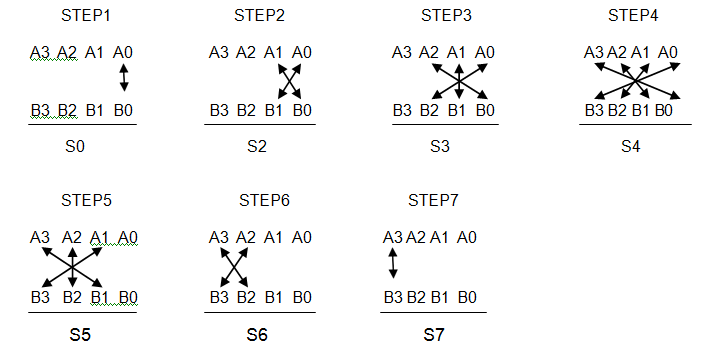 STEP1 STEP2 STEP3 STEP4
A3 A2 A1 A0 A3 A2 A1 A0 A3 A2 A1 A0 A3 A2 A1 A0
B3 B2 B1 B0 B3 B2 B1 B0 B3 B2 B1 B0 B3 B2 B1 B0
S0 S2 S3 S4
STEP5 STEP6 STEP7
A3 A2 A1 A0 A3 A2 A1 A0 A3 A2 A1 A0
B3 B2 B1 B0 B3 B2 B1 B0 B3 B2 B1 B0
S5 S6 S7